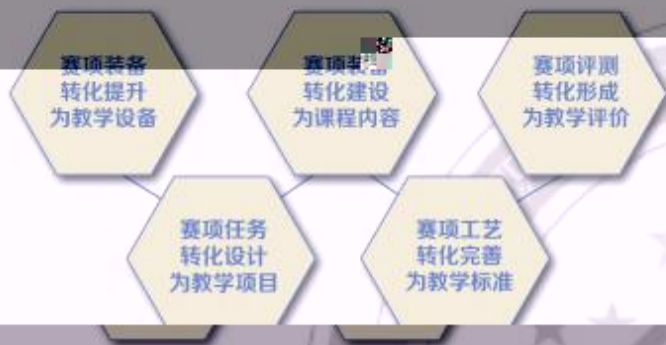 赛项装备
转化提升
为教学设备
赛项装备
转化建设
为课程内容
赛项评测
转化形成
为教学评价
赛项任务
转化设计
为教学项目
赛项工艺
转化完善
为教学标准